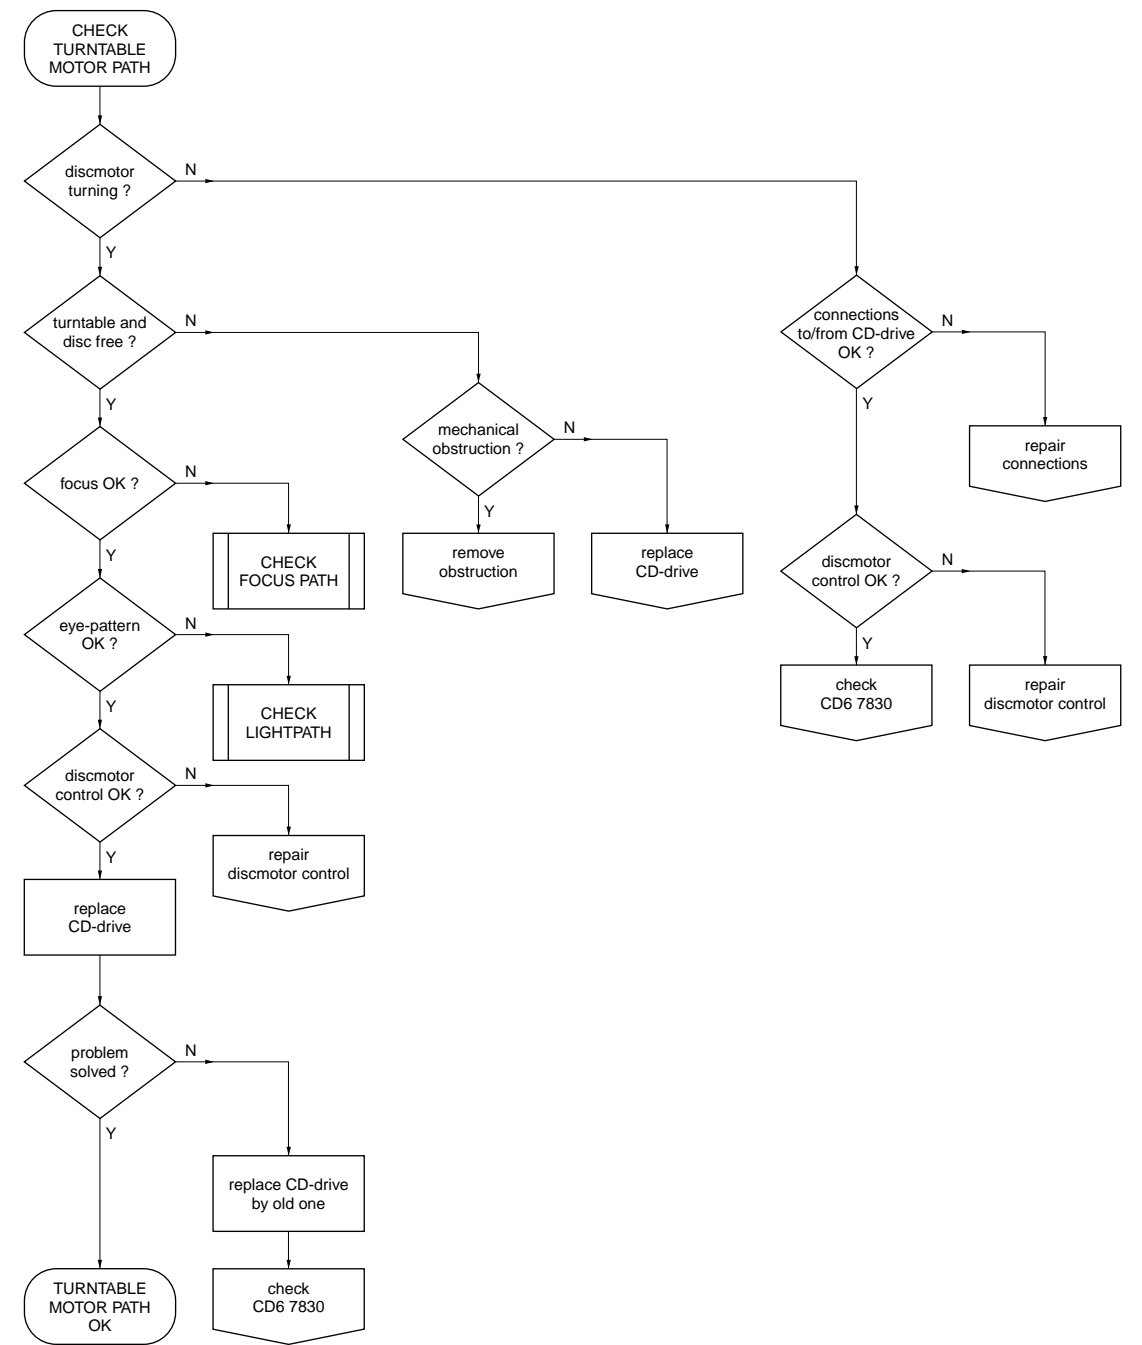 CHECK
TURNTABLE
MOTOR PATH
discmotor
turning ?
N
Y
turntable and
disc free ?
N
Y
connections
to/from CD-drive
OK ?
N
Y
mechanical
obstruction ?
N
Y
repair
connections
focus OK ?
N
Y
CHECK
FOCUS PATH
remove
obstruction
replace
CD-drive
discmotor
control OK ?
N
Y
eye-pattern
OK ?
N
Y
CHECK
LIGHTPATH
check
CD6 7830
repair
discmotor control
discmotor
control OK ?
N
Y
repair
discmotor control
replace
CD-drive
problem
solved ?
N
Y
replace CD-drive
by old one
TURNTABLE
MOTOR PATH
OK
check
CD6 7830